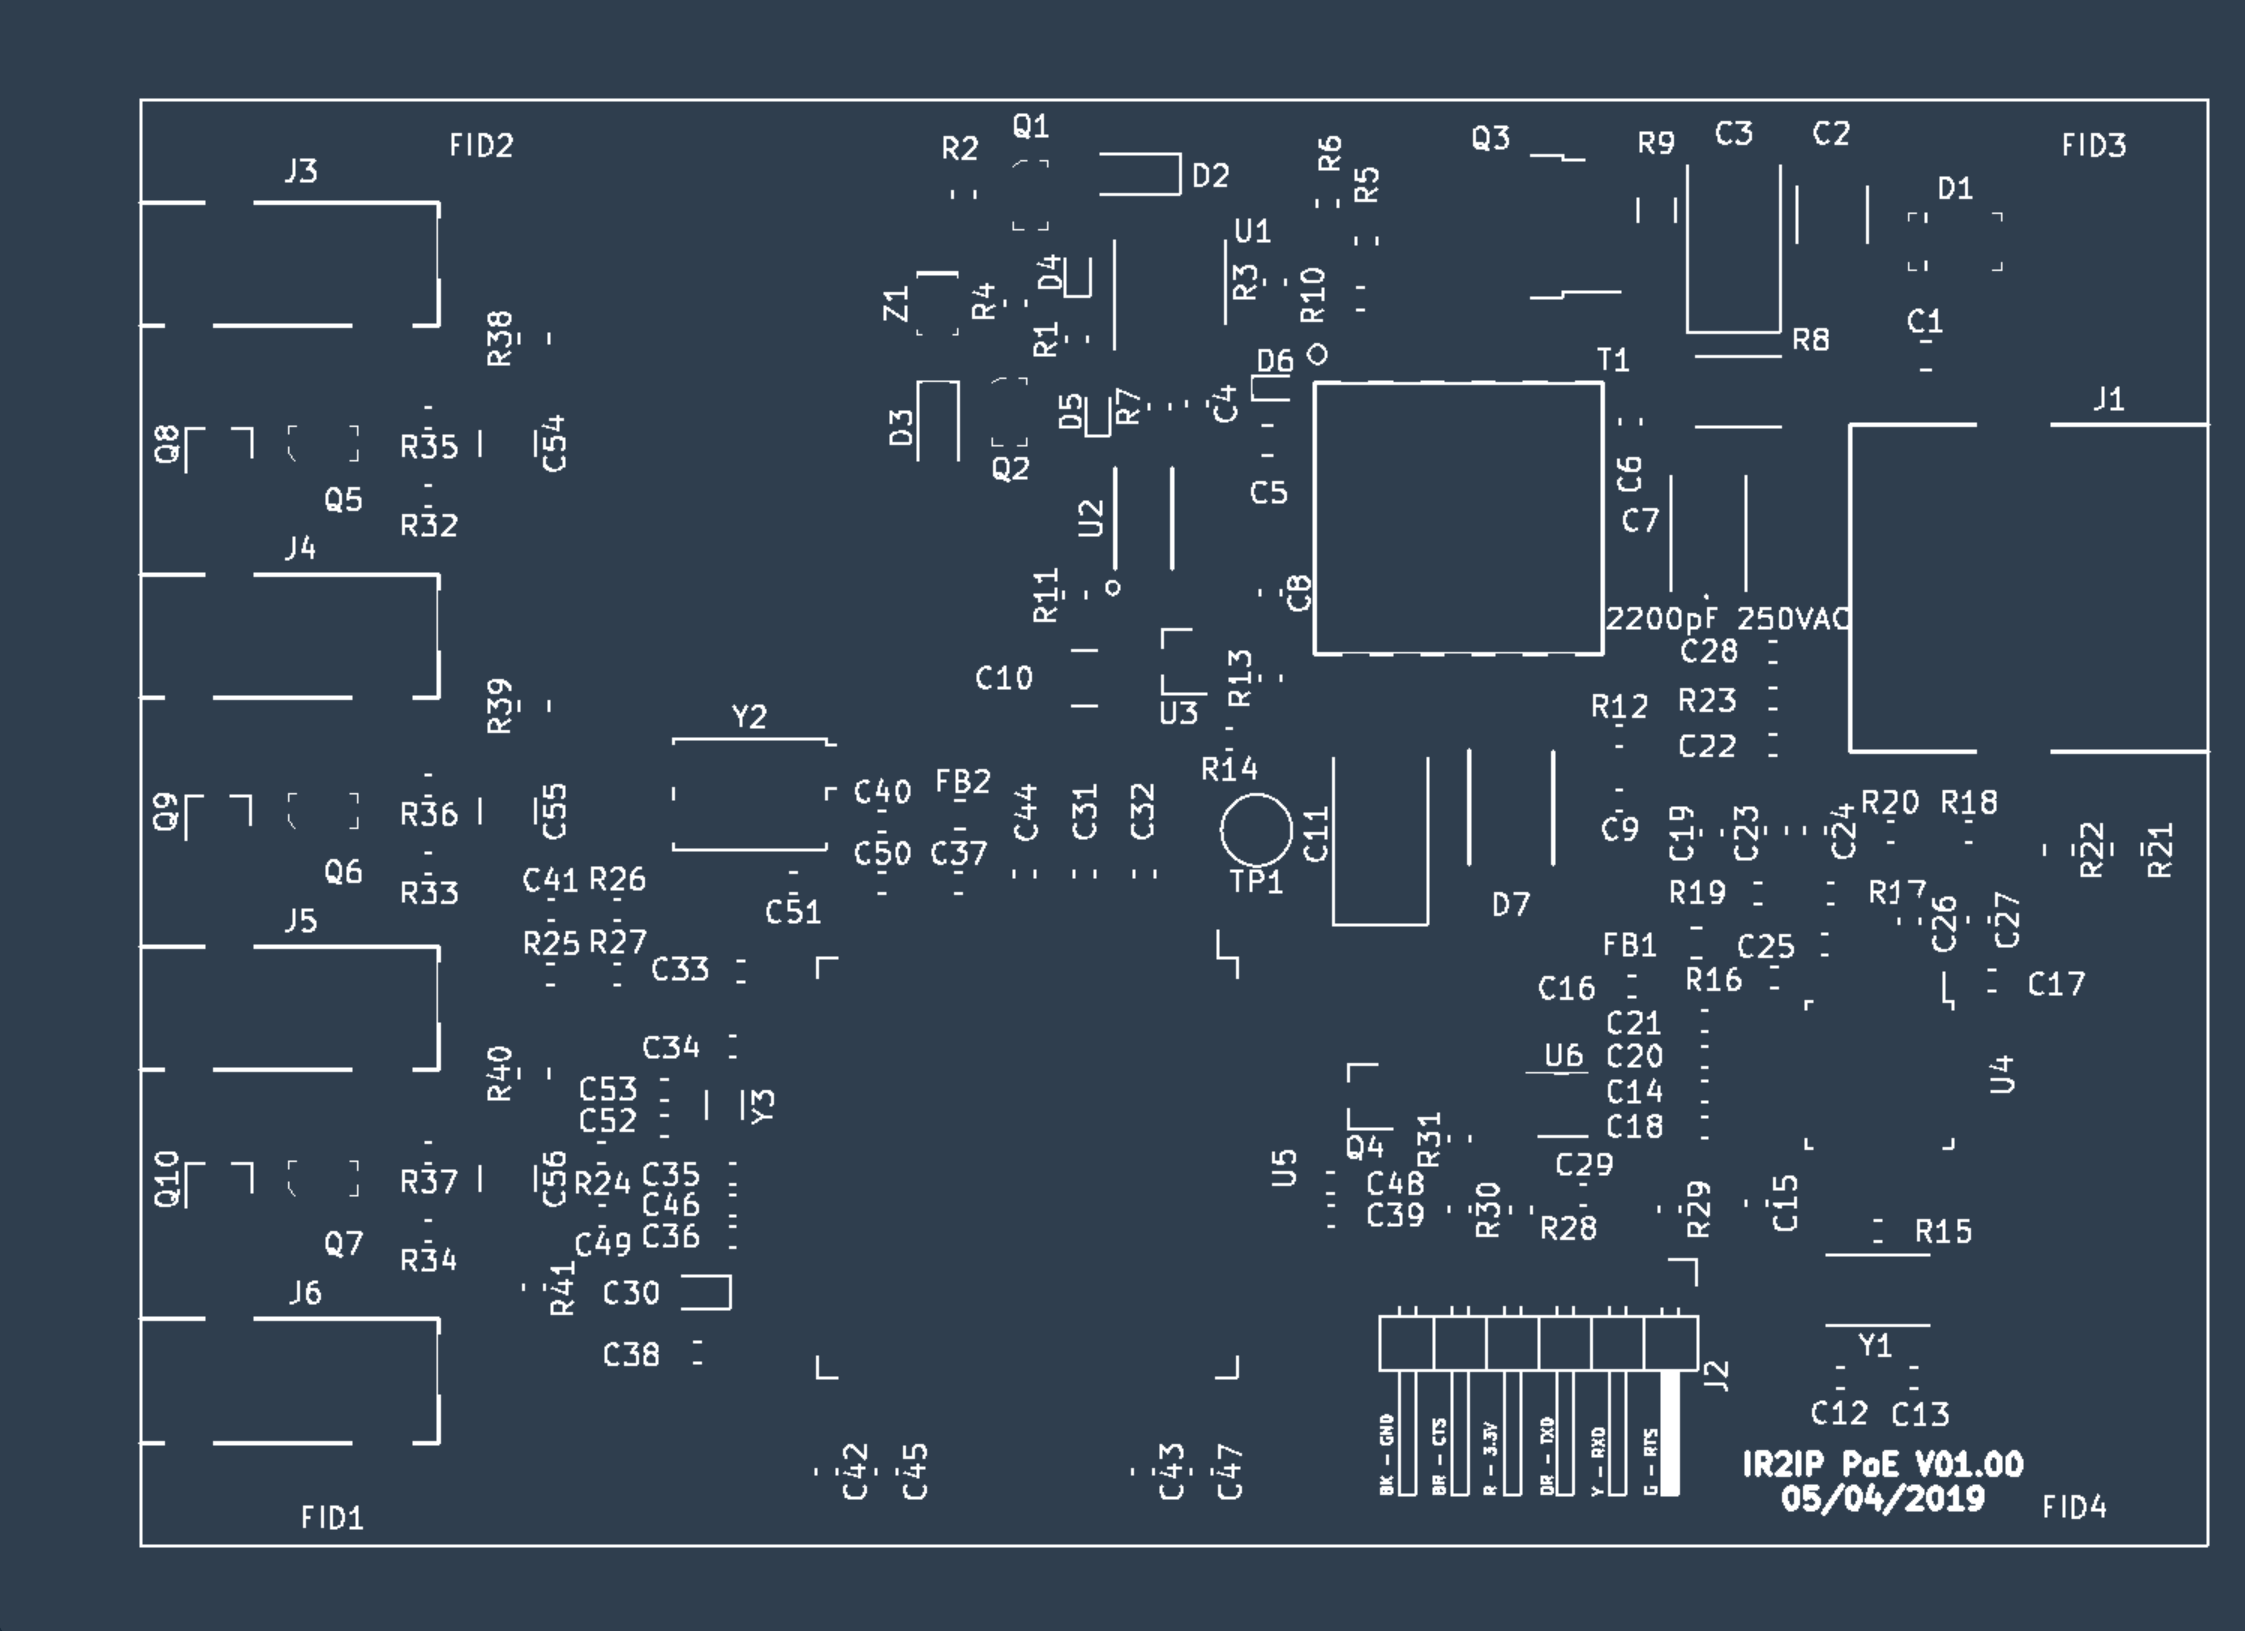 Q1
C3
C2
Q3
R9
FID2
R2
R6
FID3
J3
D2
R5
D1
U1
D4
R3
R10
Z1
R4
C1
R38
R1
R8
D6
T1
J1
D3
D5
R7
C4
Q8
R35
C54
Q2
C6
Q5
C5
R32
U2
C7
J4
R11
C8
2200pF 250VAC
C28
C10
R13
R39
U3
R23
R12
Y2
C22
R14
C40
FB2
R20
R18
Q9
R36
C55
C44
C31
C32
C11
C9
C19
C23
C24
R22
R21
C50
C37
Q6
C41
R26
TP1
R33
C51
D7
R19
R17
J5
C26
C27
R25
R27
FB1
C25
C33
C16
R16
C17
C21
C34
U6
C20
R40
C53
C14
U4
C52
Y3
C18
Q4
R31
Q10
R37
C56
R24
C35
U5
C29
C48
C46
C39
R30
R29
C15
Q7
C49
C36
R28
R15
R34
J6
R41
C30
C38
Y1
J2
C12
C13
BK - GND
BR - CTS
R - 3.3V
OR - TXD
Y - RXD
G - RTS
C42
C45
C43
C47
IR2IP PoE V01.00
05/04/2019
FID1
FID4